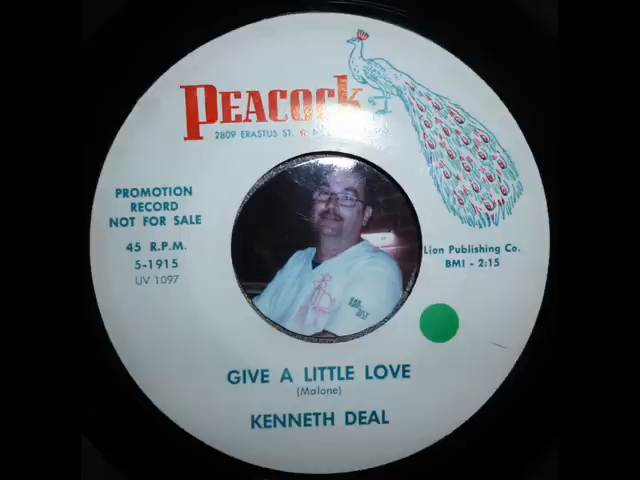 PEACOCK
2809 ERASTUS ST.
PROMOTION
RECORD
NOT FOR SALE
45 R.P.M.
5-1915
UV 1097
Lion Publishing Co.
BMI - 2:15
GIVE A LITTLE LOVE
(Malone)
KENNETH DEAL